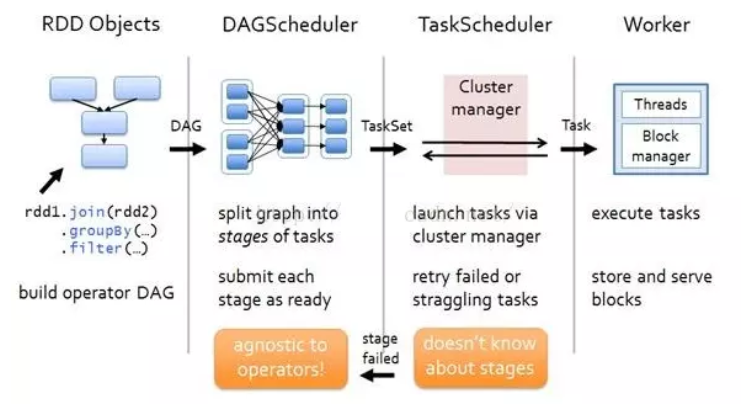 RDD Objects
DAGScheduler
TaskScheduler
Worker
DAG
TaskSet
Cluster
manager
Task
Threads
Block
manager
rdd1.join(rdd2)
.groupBy(…)
.filter(…)
build operator DAG
split graph into
stages of tasks
submit each
stage as ready
launch tasks via
cluster manager
retry failed or
straggling tasks
execute tasks
store and serve
blocks
agnostic to
operators!
stage
failed
doesn't know
about stages